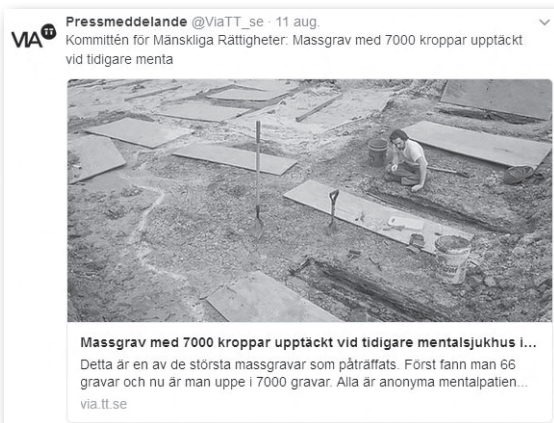 VIA TT
Pressmeddelande @ViaTT_se · 11 aug.
Kommittén för Mänskliga Rättigheter: Massgrav med 7000 kroppar upptäckt
vid tidigare menta
Massgrav med 7000 kroppar upptäckt vid tidigare mentalsjukhus i...
Detta är en av de största massgravar som påträffats. Först fann man 66
gravar och nu är man uppe i 7000 gravar. Alla är anonyma mentalpatien...
via.tt.se